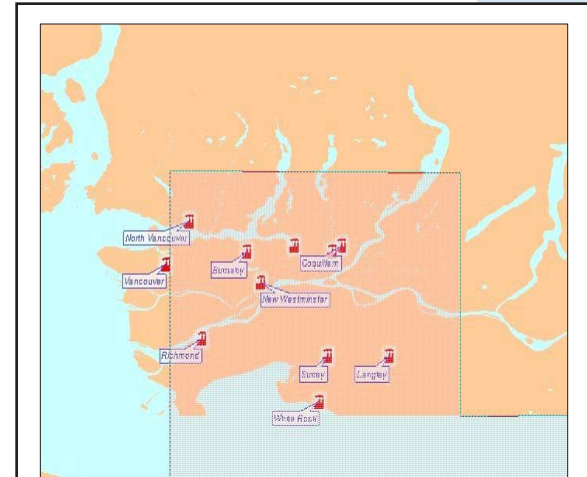 North Vancouver
Burnaby
Coquitlam
Vancouver
New Westminster
Richmond
Surrey
Langley
White Rock